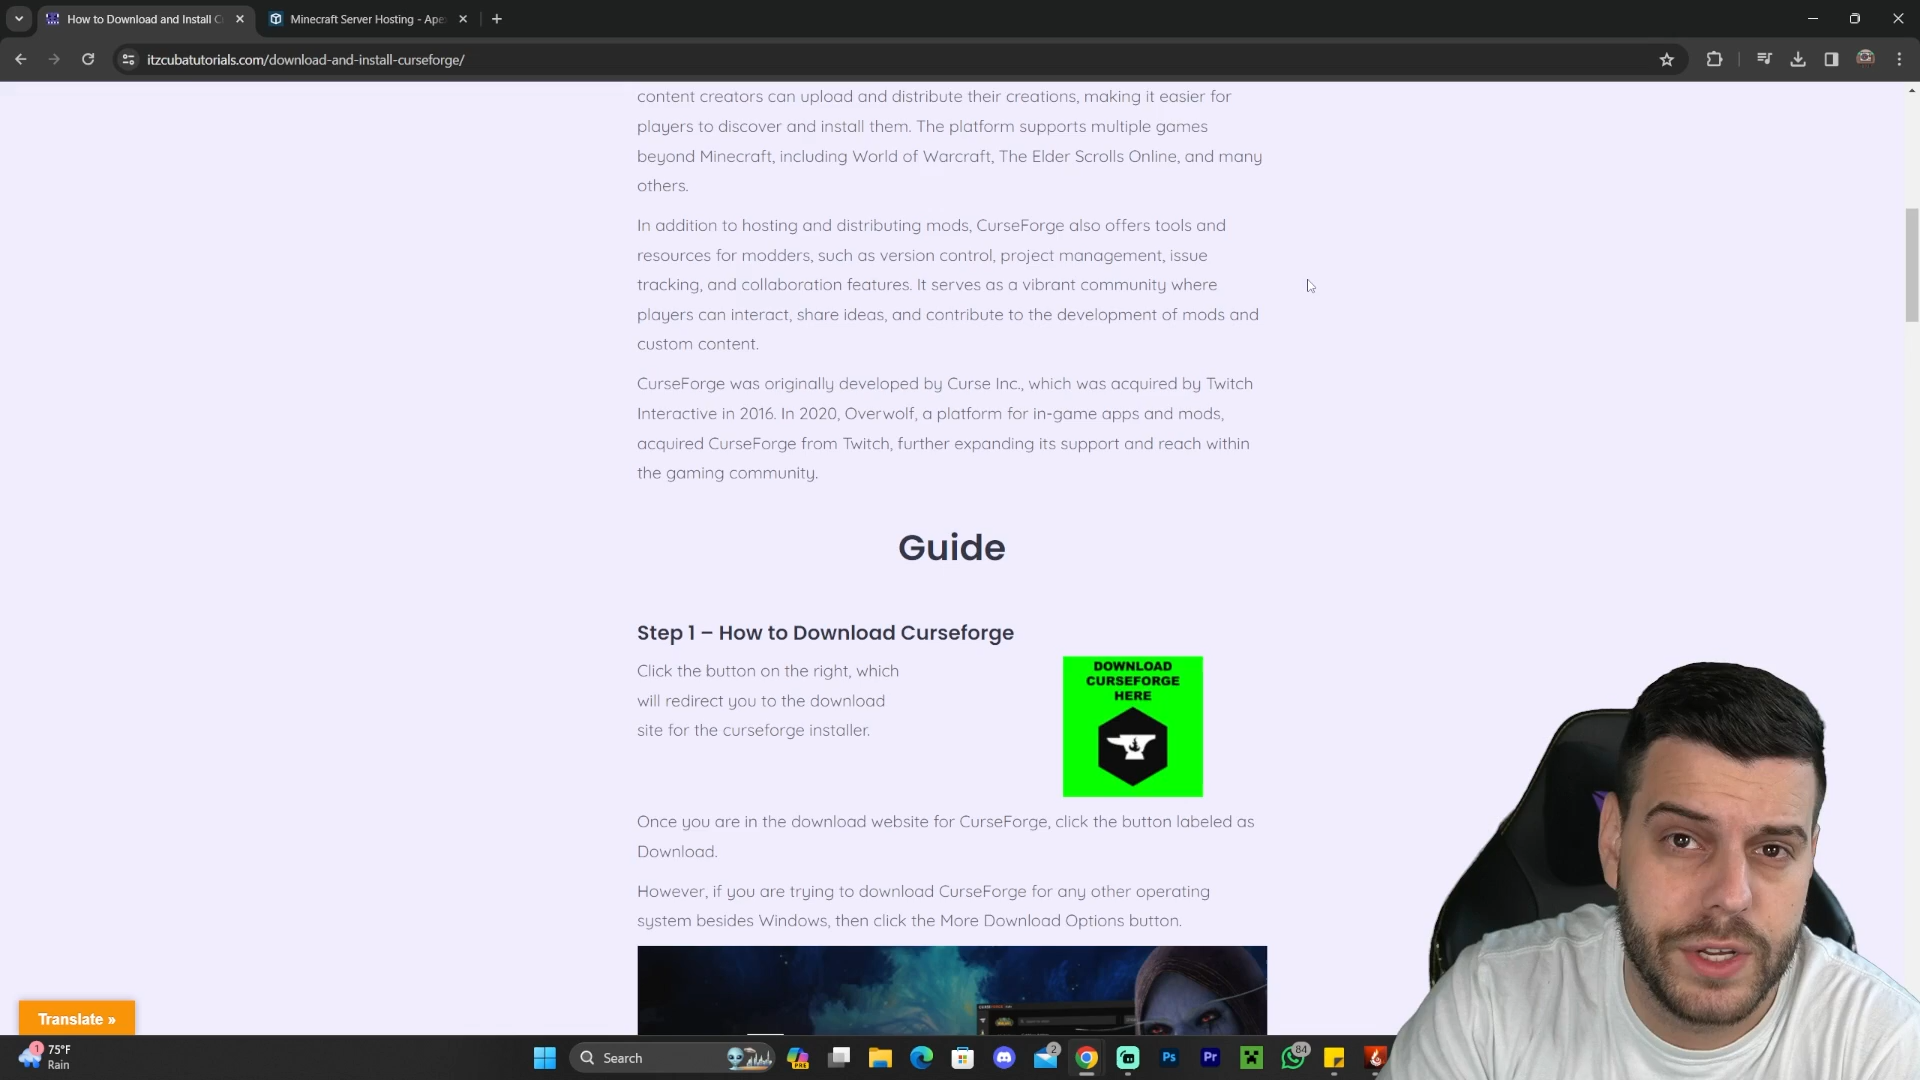 How to Download and Install C
Minecraft Server Hosting - Ape
itzcubatutorials.com/download-and-install-curseforge/
content creators can upload and distribute their creations, making it easier for
players to discover and install them. The platform supports multiple games
beyond Minecraft, including World of Warcraft, The Elder Scrolls Online, and many
others.
In addition to hosting and distributing mods, CurseForge also offers tools and
resources for modders, such as version control, project management, issue
tracking, and collaboration features. It serves as a vibrant community where
players can interact, share ideas, and contribute to the development of mods and
custom content.
CurseForge was originally developed by Curse Inc., which was acquired by Twitch
Interactive in 2016. In 2020, Overwolf, a platform for in-game apps and mods,
acquired CurseForge from Twitch, further expanding its support and reach within
the gaming community.
Guide
Step 1 – How to Download Curseforge
Click the button on the right, which
will redirect you to the download
site for the curseforge installer.
DOWNLOAD
CURSEFORGE
HERE
Once you are in the download website for CurseForge, click the button labeled as
Download.
However, if you are trying to download CurseForge for any other operating
system besides Windows, then click the More Download Options button.
Translate »
1
75°F
Rain
Search
PRE
2
Ps
Pr
84